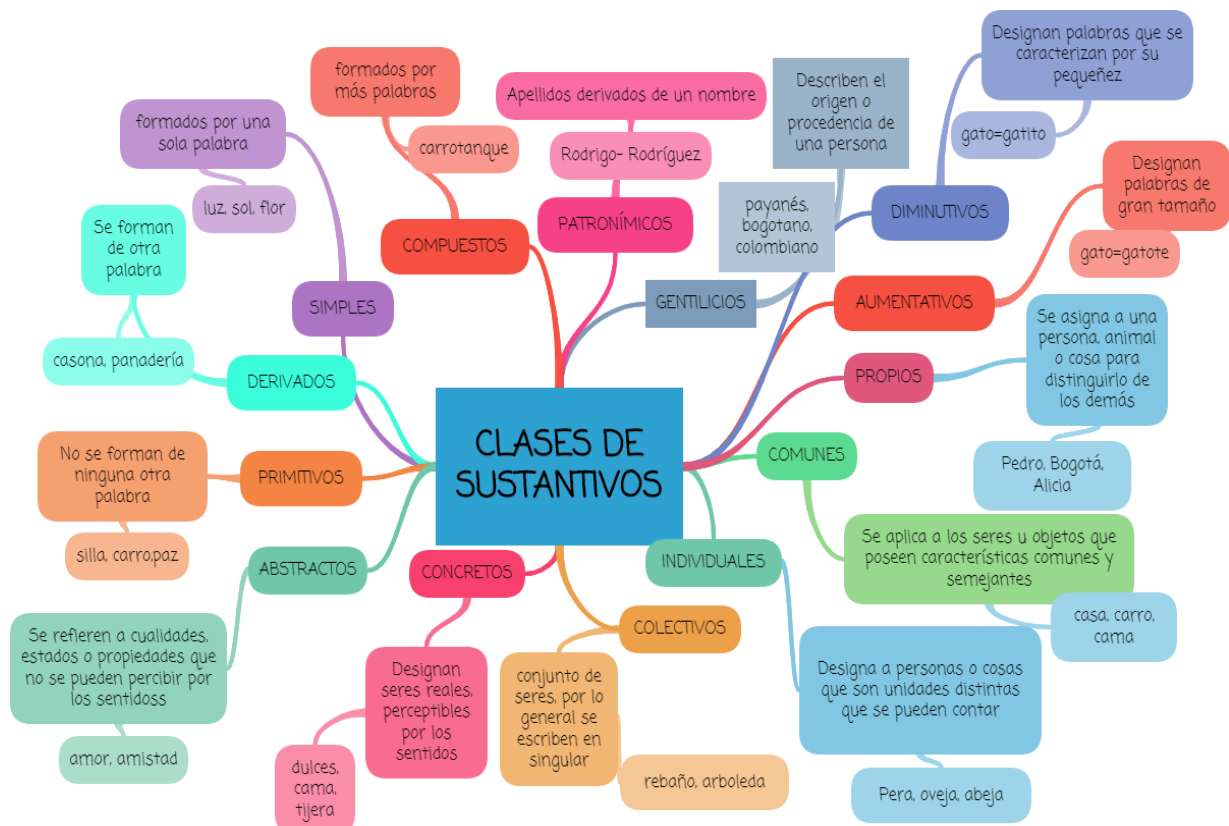 CLASES DE
SUSTANTIVOS
formados por
más palabras
carrotanque
COMPUESTOS
Apellidos derivados de un nombre
Rodrigo- Rodríguez
PATRONÍMICOS
Describen el
origen o
procedencia de
una persona
payanés,
bogotano,
colombiano
GENTILICIOS
Designan palabras que se
caracterizan por su
pequeñez
gato=gatito
DIMINUTIVOS
Designan
palabras de
gran tamaño
gato=gatote
AUMENTATIVOS
Se asigna a una
persona, animal
o cosa para
distinguirlo de
los demás
PROPIOS
Pedro, Bogotá,
Alicia
COMUNES
Se aplica a los seres u objetos que
poseen características comunes y
semejantes
casa, carro,
cama
INDIVIDUALES
Designa a personas o cosas
que son unidades distintas
que se pueden contar
Pera, oveja, abeja
COLECTIVOS
conjunto de
seres, por lo
general se
escriben en
singular
rebaño, arboleda
CONCRETOS
Designan
seres reales,
perceptibles
por los
sentidos
dulces,
cama,
tijera
ABSTRACTOS
Se refieren a cualidades,
estados o propiedades que
no se pueden percibir por
los sentidoss
amor, amistad
PRIMITIVOS
No se forman de
ninguna otra
palabra
silla, carro,paz
DERIVADOS
Se forman
de otra
palabra
casona, panadería
SIMPLES
formados por una
sola palabra
luz, sol, flor